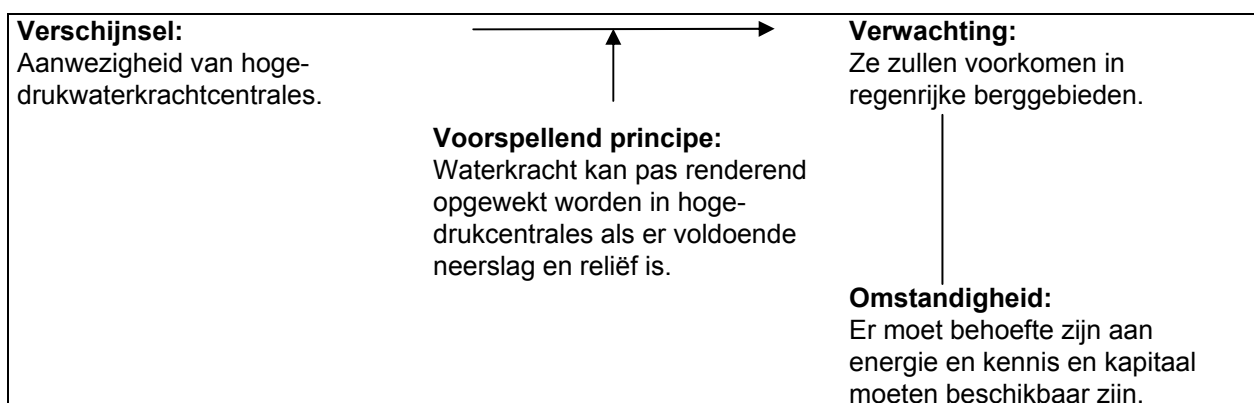 Verschijnsel:
Aanwezigheid van hoge-
drukwaterkrachtcentrales.
Voorspellend principe:
Waterkracht kan pas renderend
opgewekt worden in hoge-
drukcentrales als er voldoende
neerslag en reliëf is.
Verwachting:
Ze zullen voorkomen in
regenrijke berggebieden.
Omstandigheid:
Er moet behoefte zijn aan
energie en kennis en kapitaal
moeten beschikbaar zijn.